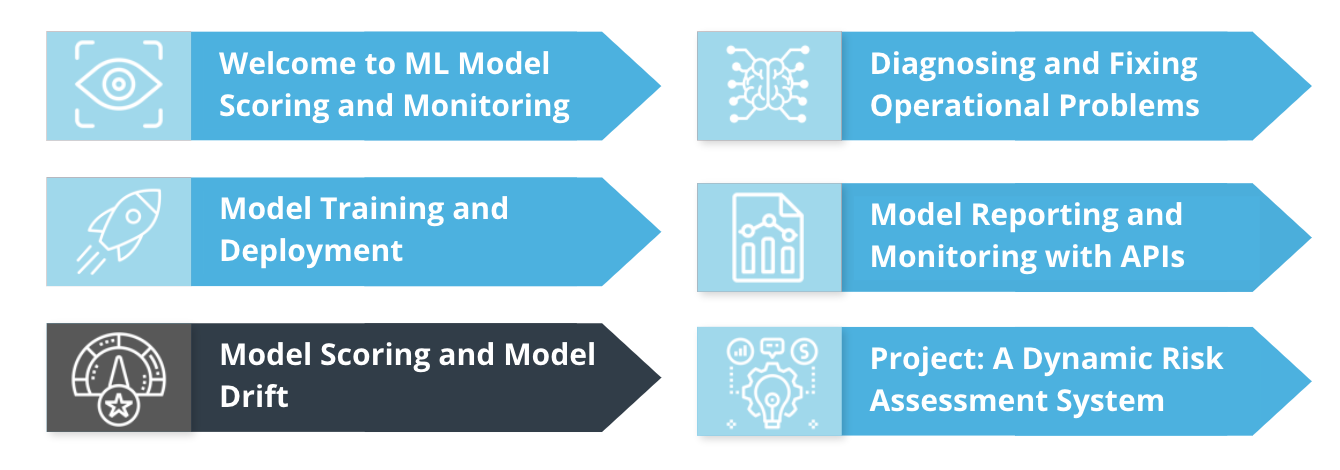 Welcome to ML Model
Scoring and Monitoring
Model Training and
Deployment
Model Scoring and Model
Drift
Diagnosing and Fixing
Operational Problems
Model Reporting and
Monitoring with APIs
Project: A Dynamic Risk
Assessment System